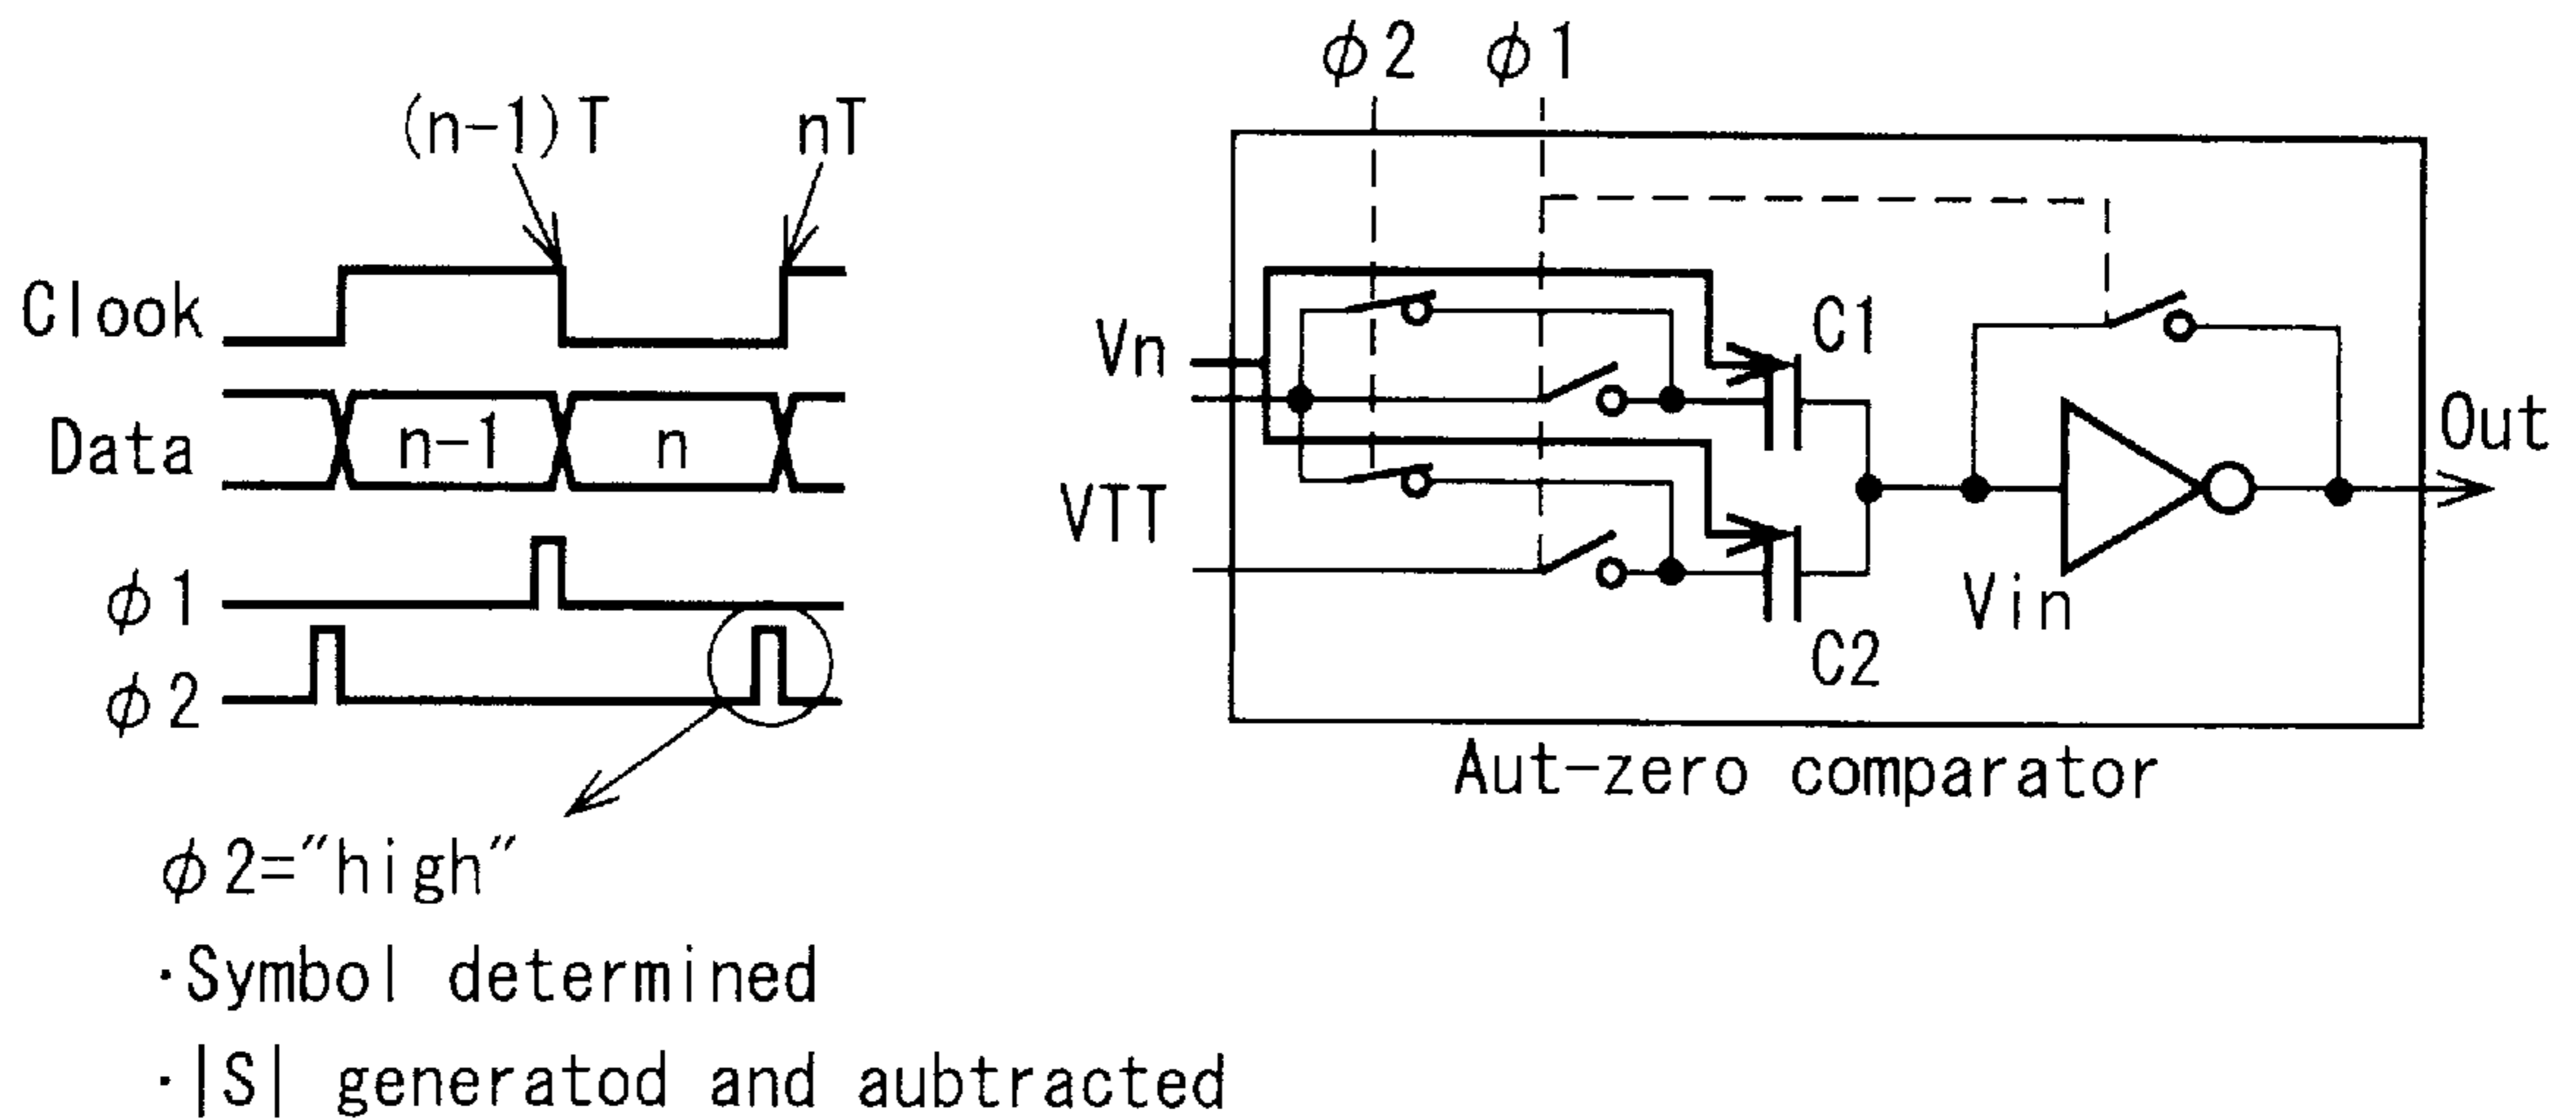 φ2 φ1
(n-1)T nT
Clook
C1
Vn
Data n-1 n
Out
VTT
φ1
Vin
φ2
C2
Aut-zero comparator
φ2="high"
·Symbol determined
·|S| generatod and aubtracted